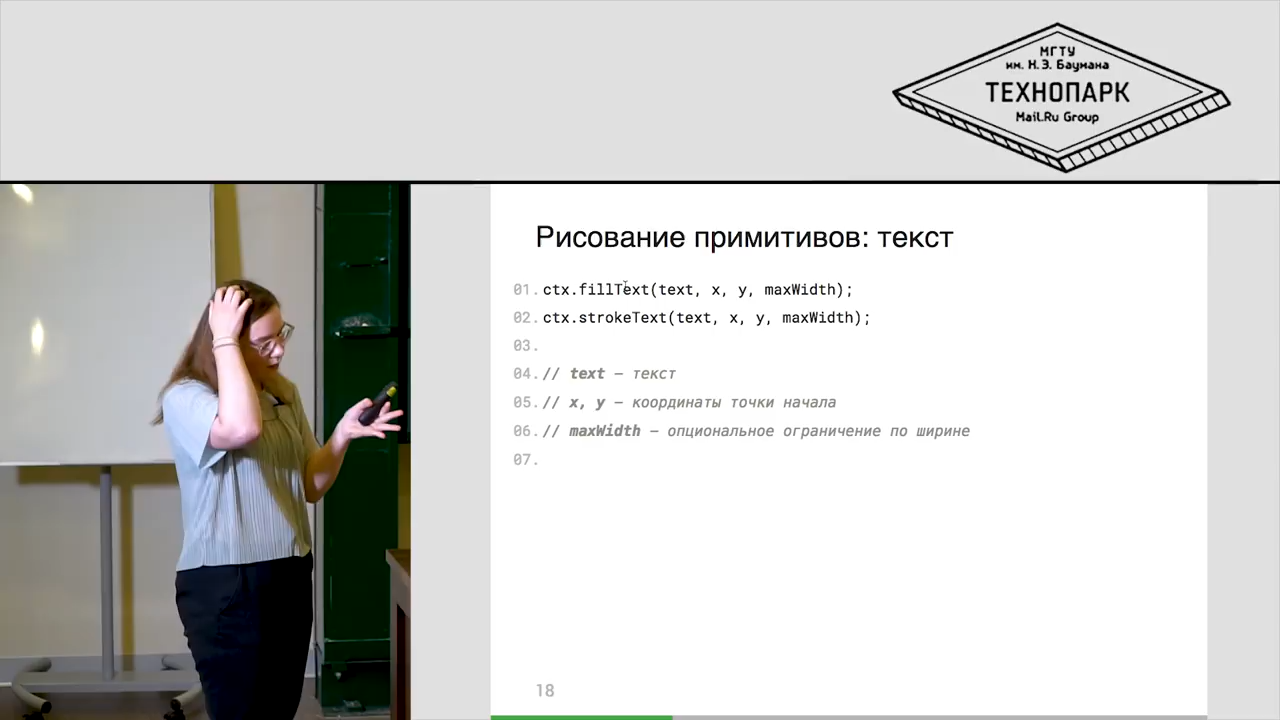 МГТУ
им. Н.Э. Баумана
ТЕХНОПАРК
Mail.Ru Group
Рисование примитивов: текст
01. ctx.fillText(text, x, y, maxWidth);
02. ctx.strokeText(text, x, y, maxWidth);
03.
04. // text – текст
05. // x, y – координаты точки начала
06. // maxWidth – опциональное ограничение по ширине
07.
18